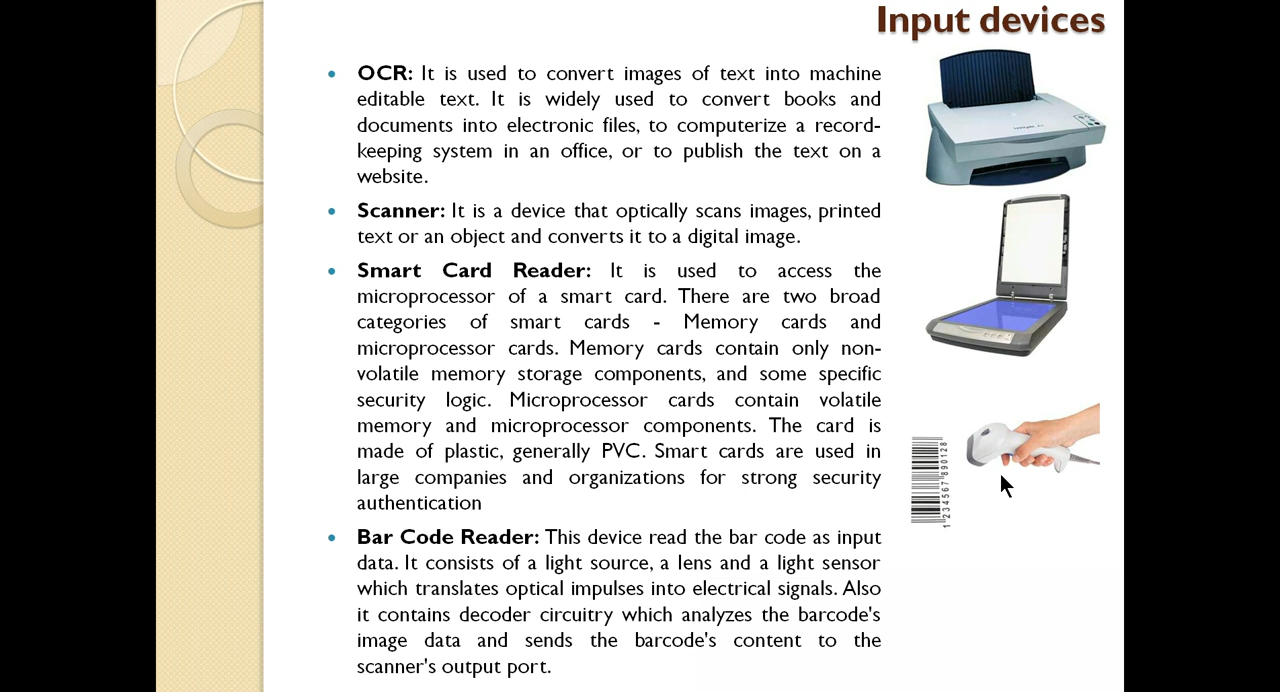 Input devices
OCR: It is used to convert images of text into machine
editable text. It is widely used to convert books and
documents into electronic files, to computerize a record-
keeping system in an office, or to publish the text on a
website.
Scanner: It is a device that optically scans images, printed
text or an object and converts it to a digital image.
Smart Card Reader: It is used to access the
microprocessor of a smart card. There are two broad
categories of smart cards - Memory cards and
microprocessor cards. Memory cards contain only non-
volatile memory storage components, and some specific
security logic. Microprocessor cards contain volatile
memory and microprocessor components. The card is
made of plastic, generally PVC. Smart cards are used in
large companies and organizations for strong security
authentication
Bar Code Reader: This device read the bar code as input
data. It consists of a light source, a lens and a light sensor
which translates optical impulses into electrical signals. Also
it contains decoder circuitry which analyzes the barcode's
image data and sends the barcode's content to the
scanner's output port.
1 234567 890128